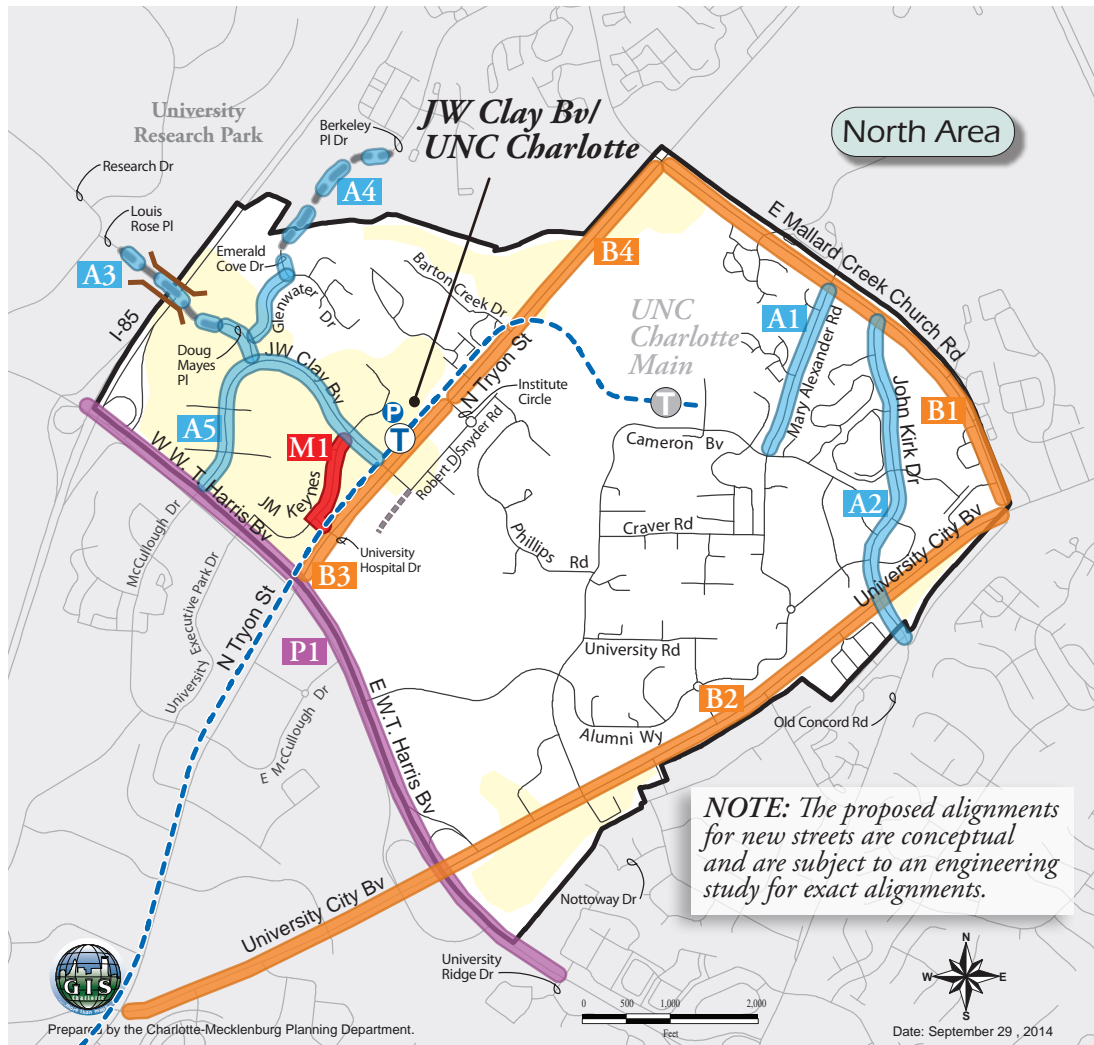 University
Research Park
Berkeley
Pl Dr
JW Clay Bv/
UNC Charlotte
North Area
Research Dr
Louis
Rose Pl
A4
A3
Emerald
Cove Dr
B4
E Mallard Creek Church Rd
Barton Creek Dr
Glenwater Dr
I-85
UNC
Charlotte
Main
A1
Mary Alexander Rd
Doug
Mayes
Pl
JW Clay Bv
N Tryon St
Institute
Circle
John Kirk Dr
B1
A5
P
T
T
M1
Cameron Bv
Robert D Snyder Rd
W W. T. Harris Bv
JM Keynes
A2
McCullough Dr
Craver Rd
Phillips
Rd
University City Bv
University
Hospital Dr
B3
University Executive Park Dr
N Tryon St
P1
University Rd
E McCullough Dr
E W.T. Harris Bv
B2
Old Concord Rd
Alumni Wy
NOTE: The proposed alignments
for new streets are conceptual
and are subject to an engineering
study for exact alignments.
University City Bv
Nottoway Dr
University
Ridge Dr
N
W
E
S
GIS
0 500 1,000 2,000
Feet
Prepared by the Charlotte-Mecklenburg Planning Department.
Date: September 29 , 2014